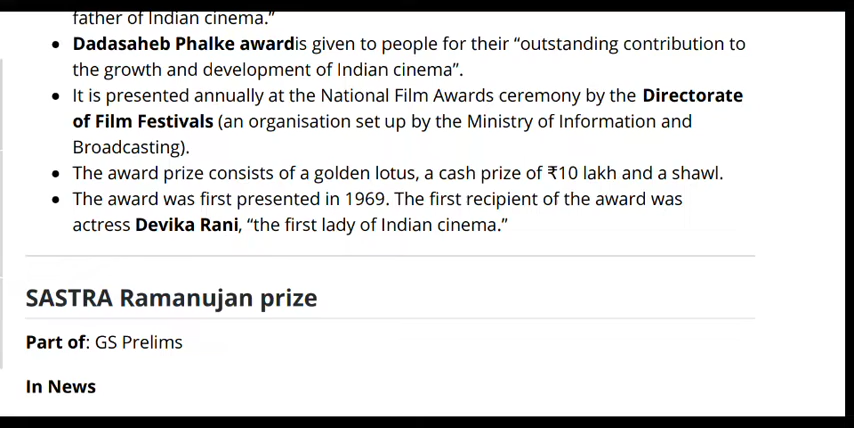 father of Indian cinema.”
• Dadasaheb Phalke awardis given to people for their “outstanding contribution to
the growth and development of Indian cinema”.
• It is presented annually at the National Film Awards ceremony by the Directorate
of Film Festivals (an organisation set up by the Ministry of Information and
Broadcasting).
• The award prize consists of a golden lotus, a cash prize of ₹10 lakh and a shawl.
• The award was first presented in 1969. The first recipient of the award was
actress Devika Rani, “the first lady of Indian cinema.”
SASTRA Ramanujan prize
Part of: GS Prelims
In News